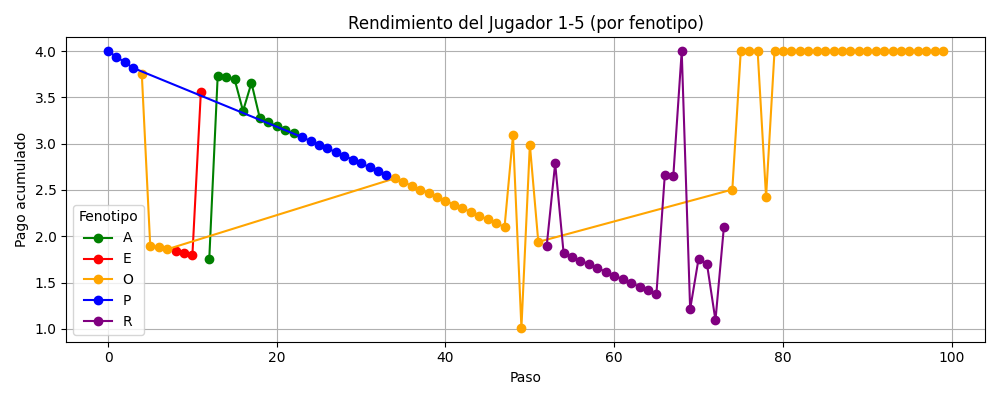 Rendimiento del Jugador 1-5 (por fenotipo)
Pago acumulado
4.0
3.5
3.0
2.5
2.0
1.5
1.0
Fenotipo
A
E
O
P
R
0 20 40 60 80 100
Paso